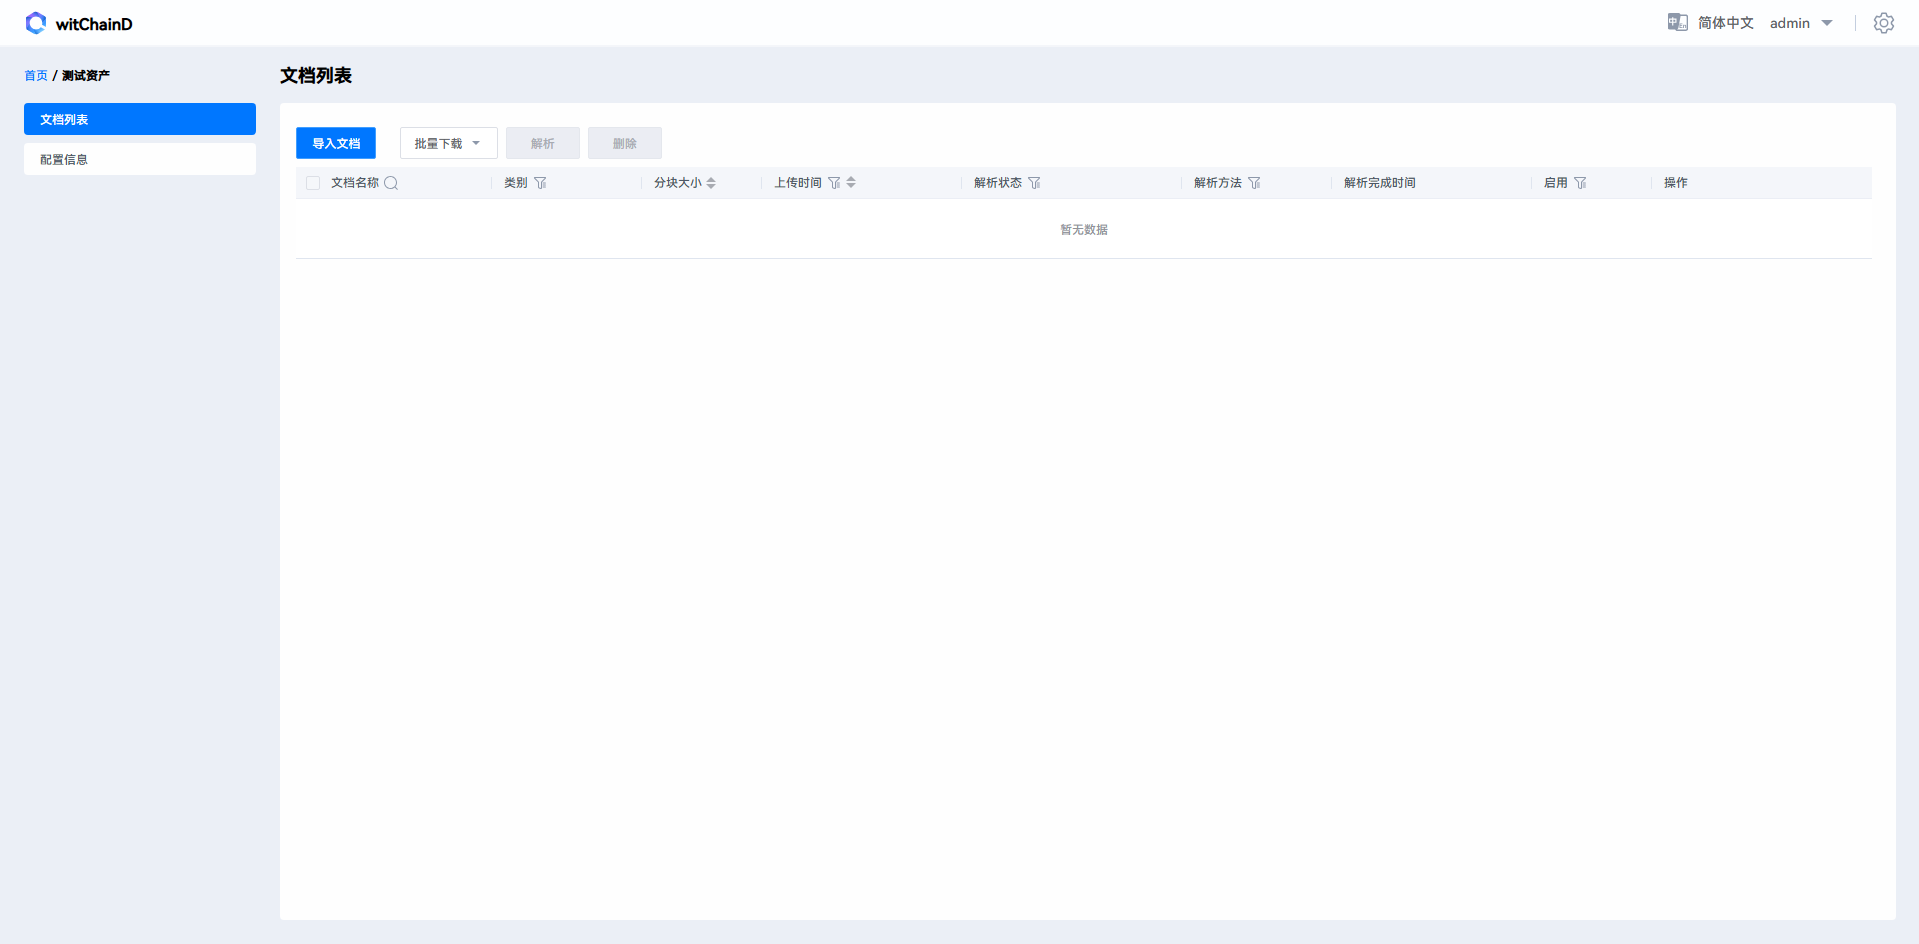 witChainD
简体中文 admin
首页 / 测试资产
文档列表
配置信息
文档列表
导入文档 批量下载 解析 删除
文档名称 类别 分块大小 上传时间 解析状态 解析方法 解析完成时间 启用 操作
暂无数据